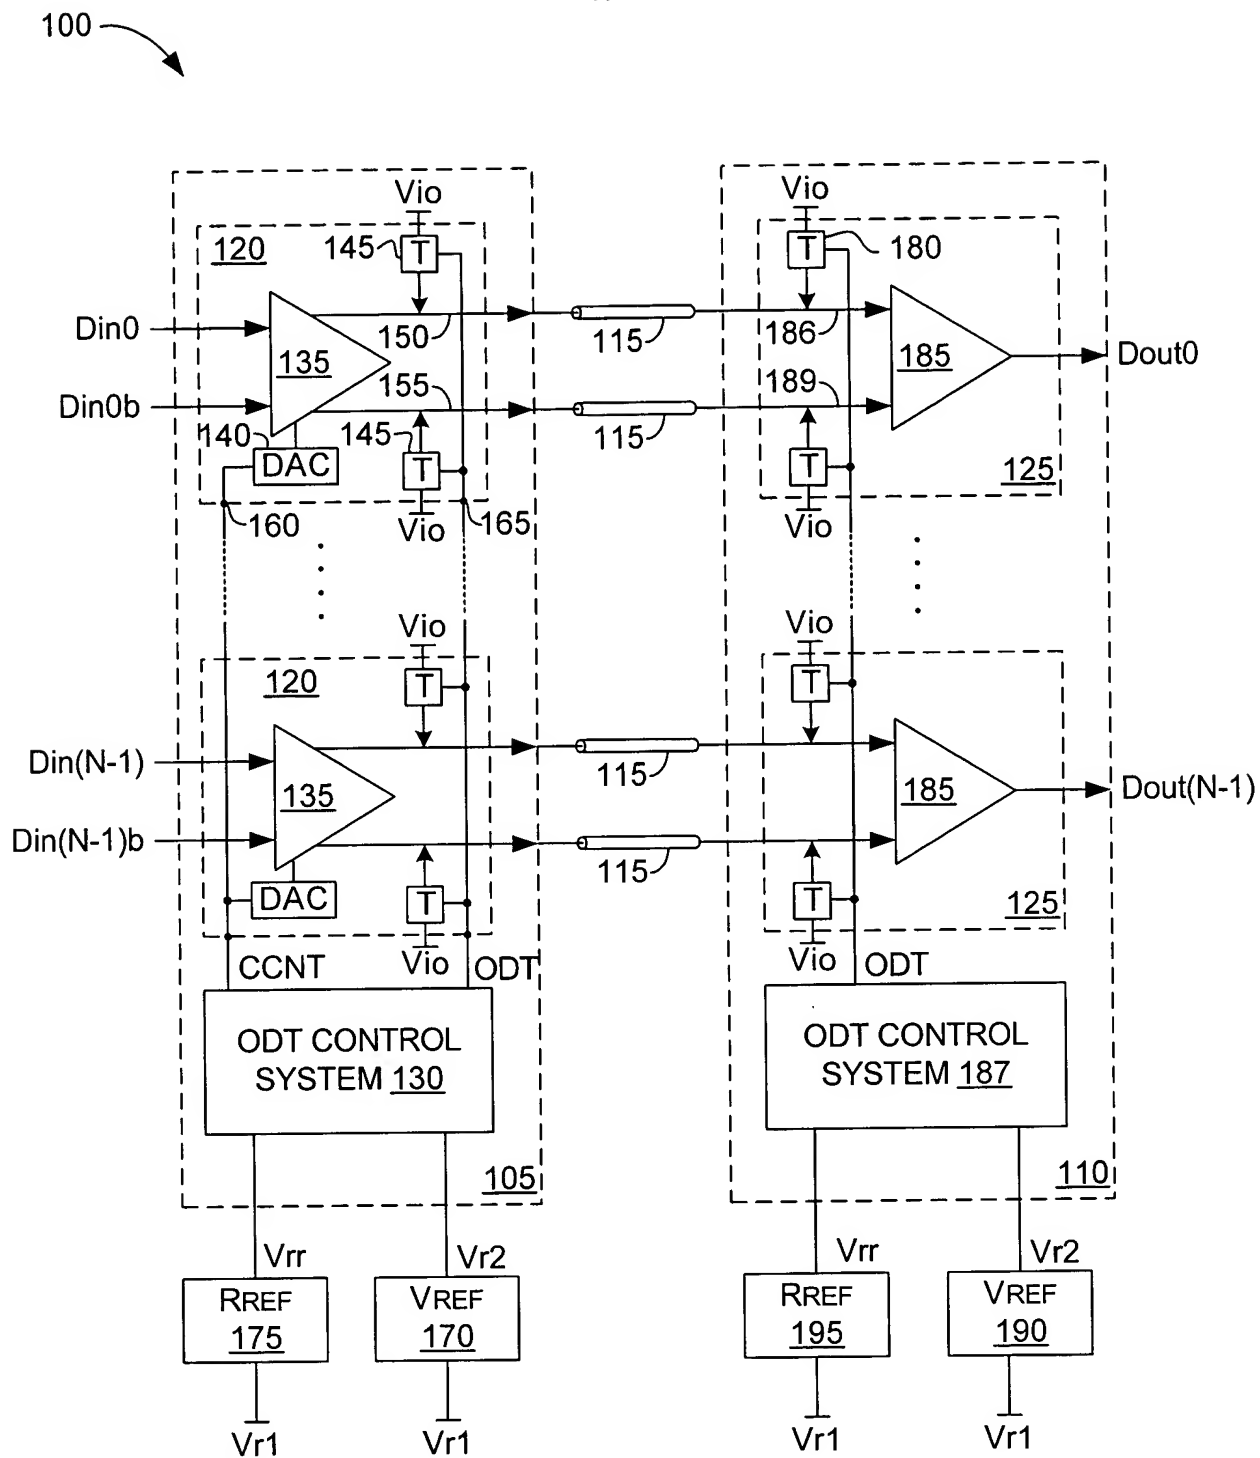 100
Vio
Vio
120
145
T
T
180
Din0
135
150
115
186
185
Dout0
Din0b
155
115
189
140
145
DAC
T
T
125
160
Vio
165
Vio
Vio
Vio
120
T
T
Din(N-1)
135
115
185
Dout(N-1)
Din(N-1)b
115
DAC
T
T
125
CCNT
Vio
ODT
Vio
ODT
ODT CONTROL
SYSTEM 130
ODT CONTROL
SYSTEM 187
105
110
Vrr
Vr2
Vrr
Vr2
RREF
175
VREF
170
RREF
195
VREF
190
Vr1
Vr1
Vr1
Vr1